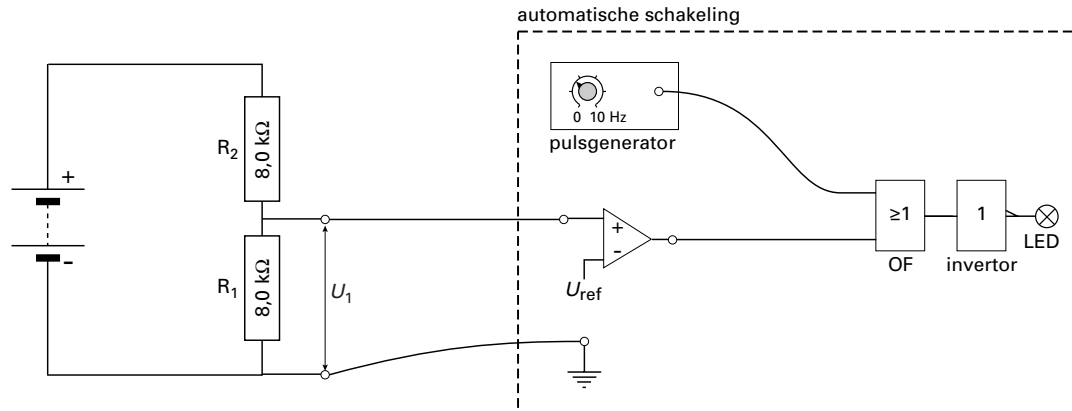 automatische schakeling
0 10 Hz
pulsgenerator
+
-
R2
8,0 kΩ
R1
8,0 kΩ
U1
+
-
Uref
≥1
OF
1
invertor
LED